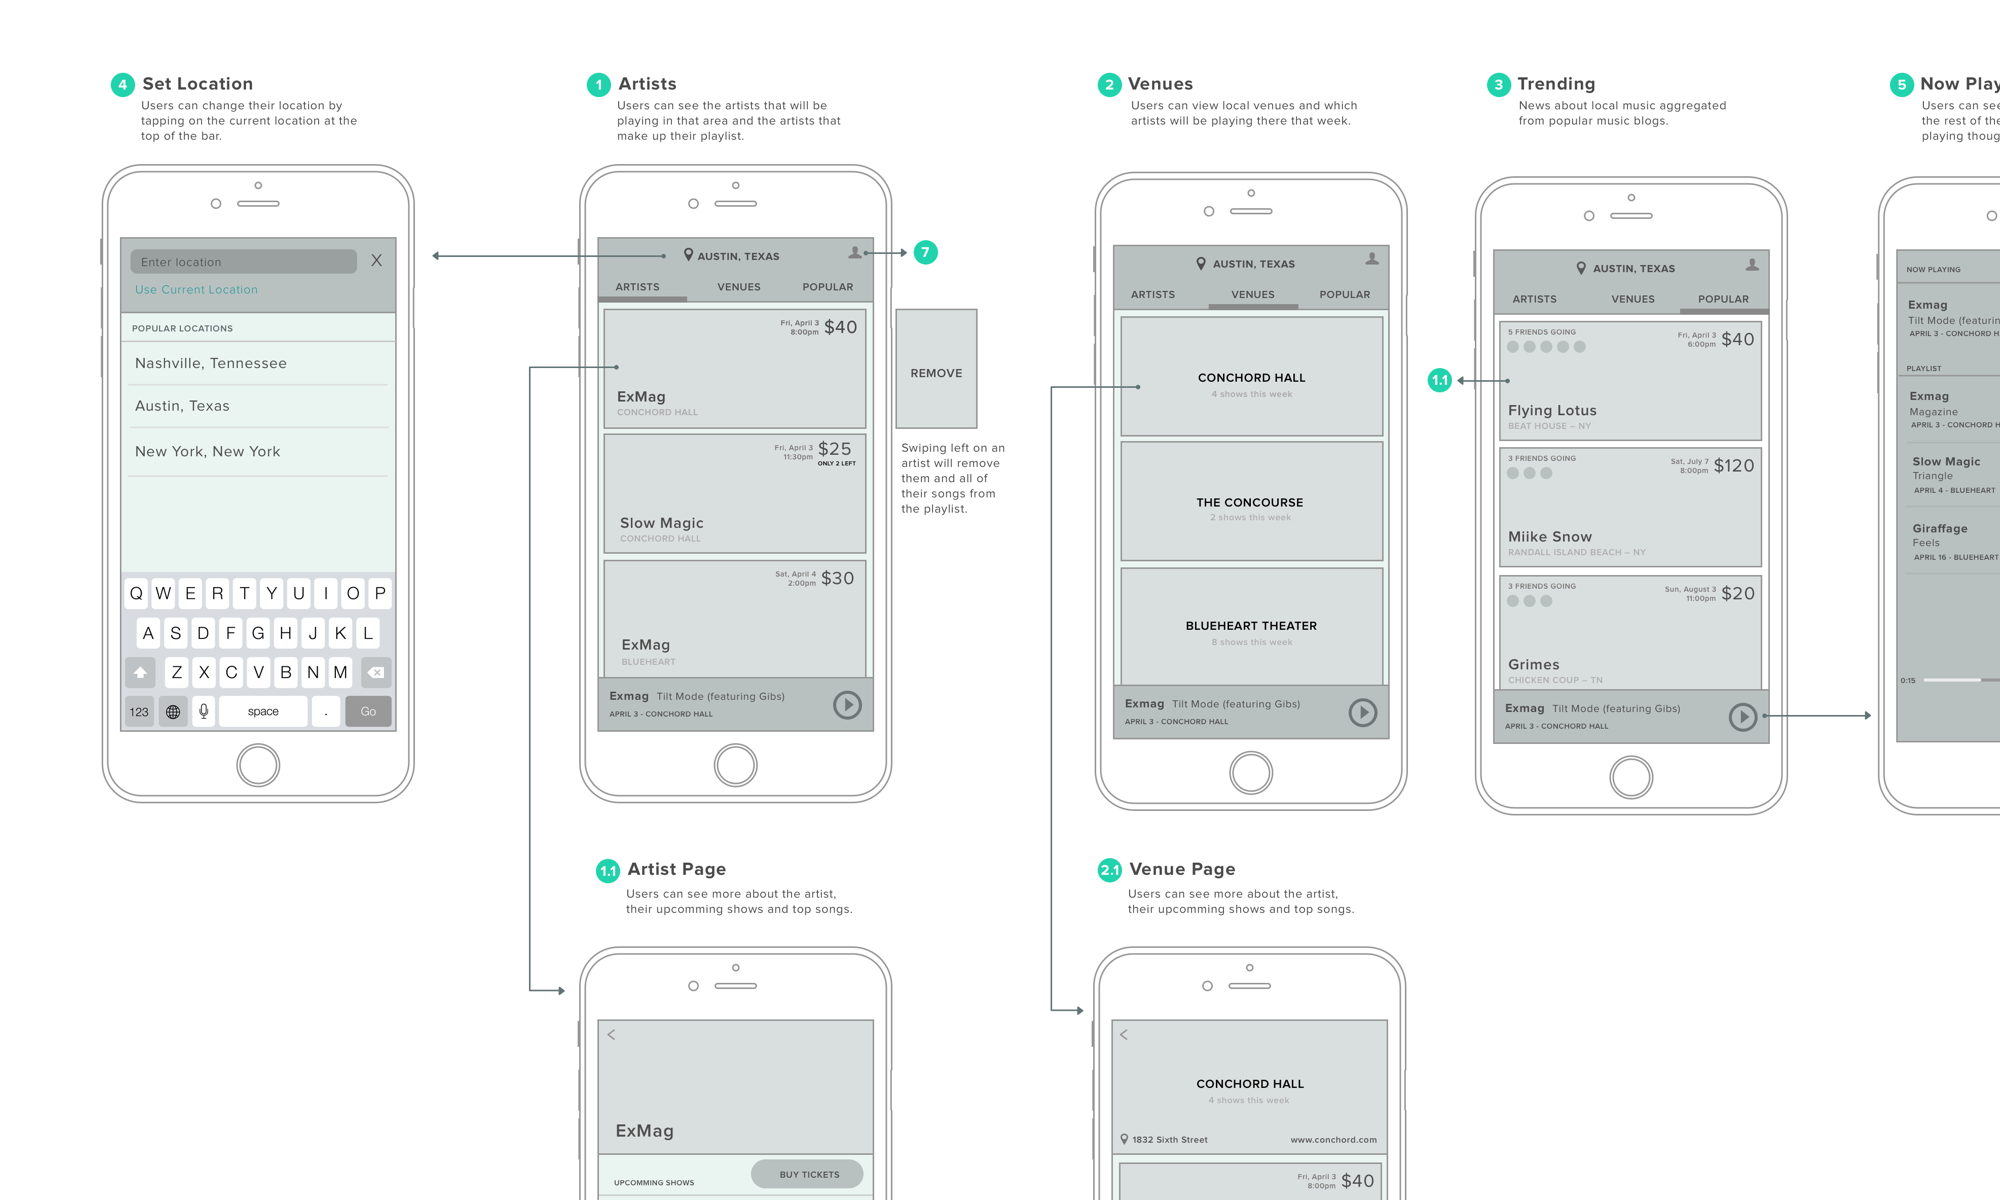 4 Set Location
Users can change their location by
tapping on the current location at the
top of the bar.
Enter location
X
Use Current Location
POPULAR LOCATIONS
Nashville, Tennessee
Austin, Texas
New York, New York
Q W E R T Y U I O P
A S D F G H J K L
Z X C V B N M
123 space . Go
1 Artists
Users can see the artists that will be
playing in that area and the artists that
make up their playlist.
AUSTIN, TEXAS
7
ARTISTS VENUES POPULAR
Fri, April 3
8:00pm
$40
ExMag
CONCHORD HALL
REMOVE
Swiping left on an
artist will remove
them and all of
their songs from
the playlist.
Fri, April 3
11:30pm
$25
ONLY 2 LEFT
Slow Magic
CONCHORD HALL
Sat, April 4
2:00pm
$30
ExMag
BLUEHEART
Exmag Tilt Mode (featuring Gibs)
APRIL 3 - CONCHORD HALL
2 Venues
Users can view local venues and which
artists will be playing there that week.
AUSTIN, TEXAS
ARTISTS VENUES POPULAR
CONCHORD HALL
4 shows this week
THE CONCOURSE
2 shows this week
BLUEHEART THEATER
8 shows this week
Exmag Tilt Mode (featuring Gibs)
APRIL 3 - CONCHORD HALL
3 Trending
News about local music aggregated
from popular music blogs.
AUSTIN, TEXAS
ARTISTS VENUES POPULAR
5 FRIENDS GOING
Fri, April 3
6:00pm
$40
1.1
Flying Lotus
BEAT HOUSE – NY
3 FRIENDS GOING
Sat, July 7
8:00pm
$120
Miike Snow
RANDALL ISLAND BEACH – NY
3 FRIENDS GOING
Sun, August 3
11:00pm
$20
Grimes
CHICKEN COUP – TN
Exmag Tilt Mode (featuring Gibs)
APRIL 3 - CONCHORD HALL
5 Now Play
Users can see
the rest of the
playing thoug
NOW PLAYING
Exmag
Tilt Mode (featurin
APRIL 3 - CONCHORD H
PLAYLIST
Exmag
Magazine
APRIL 3 - CONCHORD H
Slow Magic
Triangle
APRIL 4 - BLUEHEART
Giraffage
Feels
APRIL 16 - BLUEHEART
0:15
1.1 Artist Page
Users can see more about the artist,
their upcomming shows and top songs.
<
ExMag
UPCOMMING SHOWS
BUY TICKETS
2.1 Venue Page
Users can see more about the artist,
their upcomming shows and top songs.
<
CONCHORD HALL
4 shows this week
1832 Sixth Street
www.conchord.com
Fri, April 3
8:00pm
$40